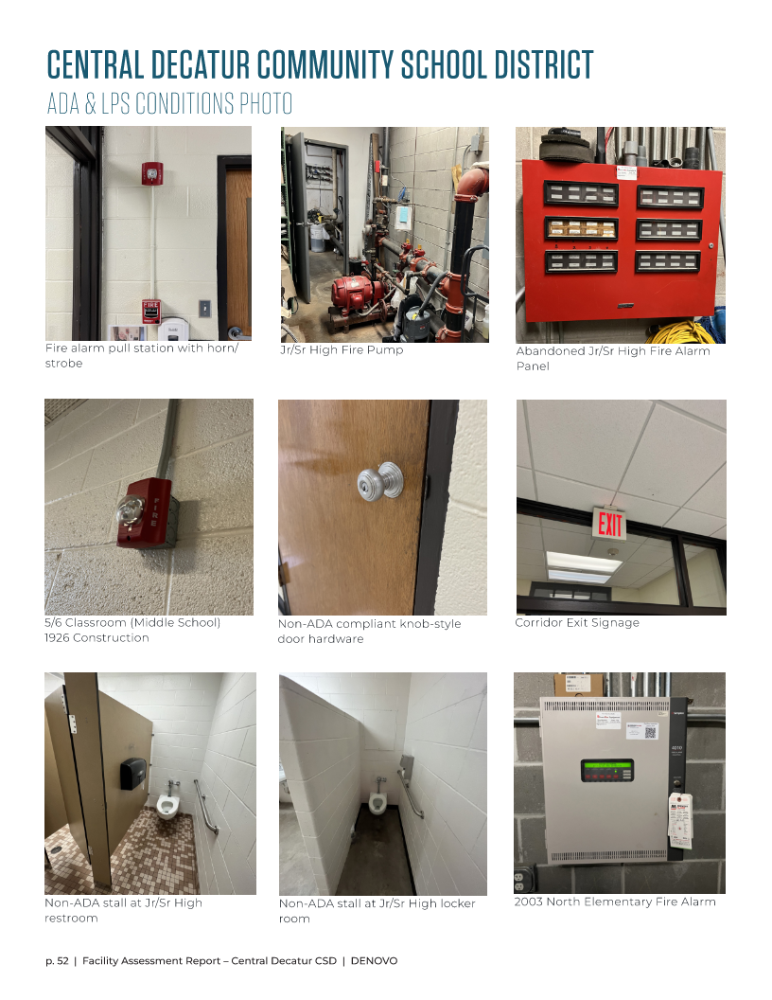 CENTRAL DECATUR COMMUNITY SCHOOL DISTRICT
ADA & LPS CONDITIONS PHOTO
FIRE
Fire alarm pull station with horn/
strobe
Jr/Sr High Fire Pump
Abandoned Jr/Sr High Fire Alarm
Panel
FIRE
EXIT
5/6 Classroom (Middle School)
1926 Construction
Non-ADA compliant knob-style
door hardware
Corridor Exit Signage
4010
Non-ADA stall at Jr/Sr High
restroom
Non-ADA stall at Jr/Sr High locker
room
2003 North Elementary Fire Alarm
p. 52 | Facility Assessment Report – Central Decatur CSD | DENOVO